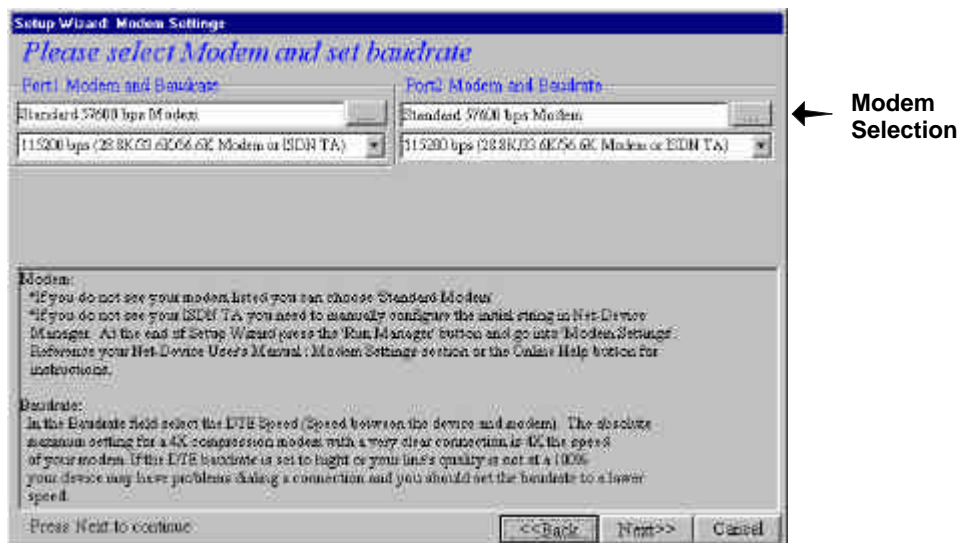 Setup Wizard: Modem Settings
Please select Modem and set baudrate
Port1 Modem and Baudrate
Port2 Modem and Baudrate
Standard 57600 bps Modem
...
Standard 57600 bps Modem
...
115200 bps (28.8K/33.6K/56.6K Modem or ISDN TA)
115200 bps (28.8K/33.6K/56.6K Modem or ISDN TA)
Modem
Selection
Modem:
*If you do not see your modem listed you can choose 'Standard Modem'
*If you do not see your ISDN TA you need to manually configure the initial string in Net-Device
Manager. At the end of Setup Wizard press the 'Run Manager' button and go into 'Modem Settings'.
Reference your Net-Device User's Manual : Modem Settings section or the Online Help button for
instructions.
Baudrate:
In the Baudrate field select the DTE Speed (Speed between the device and modem). The absolute
maximum setting for a 4X compression modem with a very clear connection is 4X the speed
of your modem. If the DTE baudrate is set to hight or your line's quality is not at a 100%
your device may have problems dialing a connection and you should set the baudrate to a lower
speed.
Press Next to continue
<<Back
Next>>
Cancel